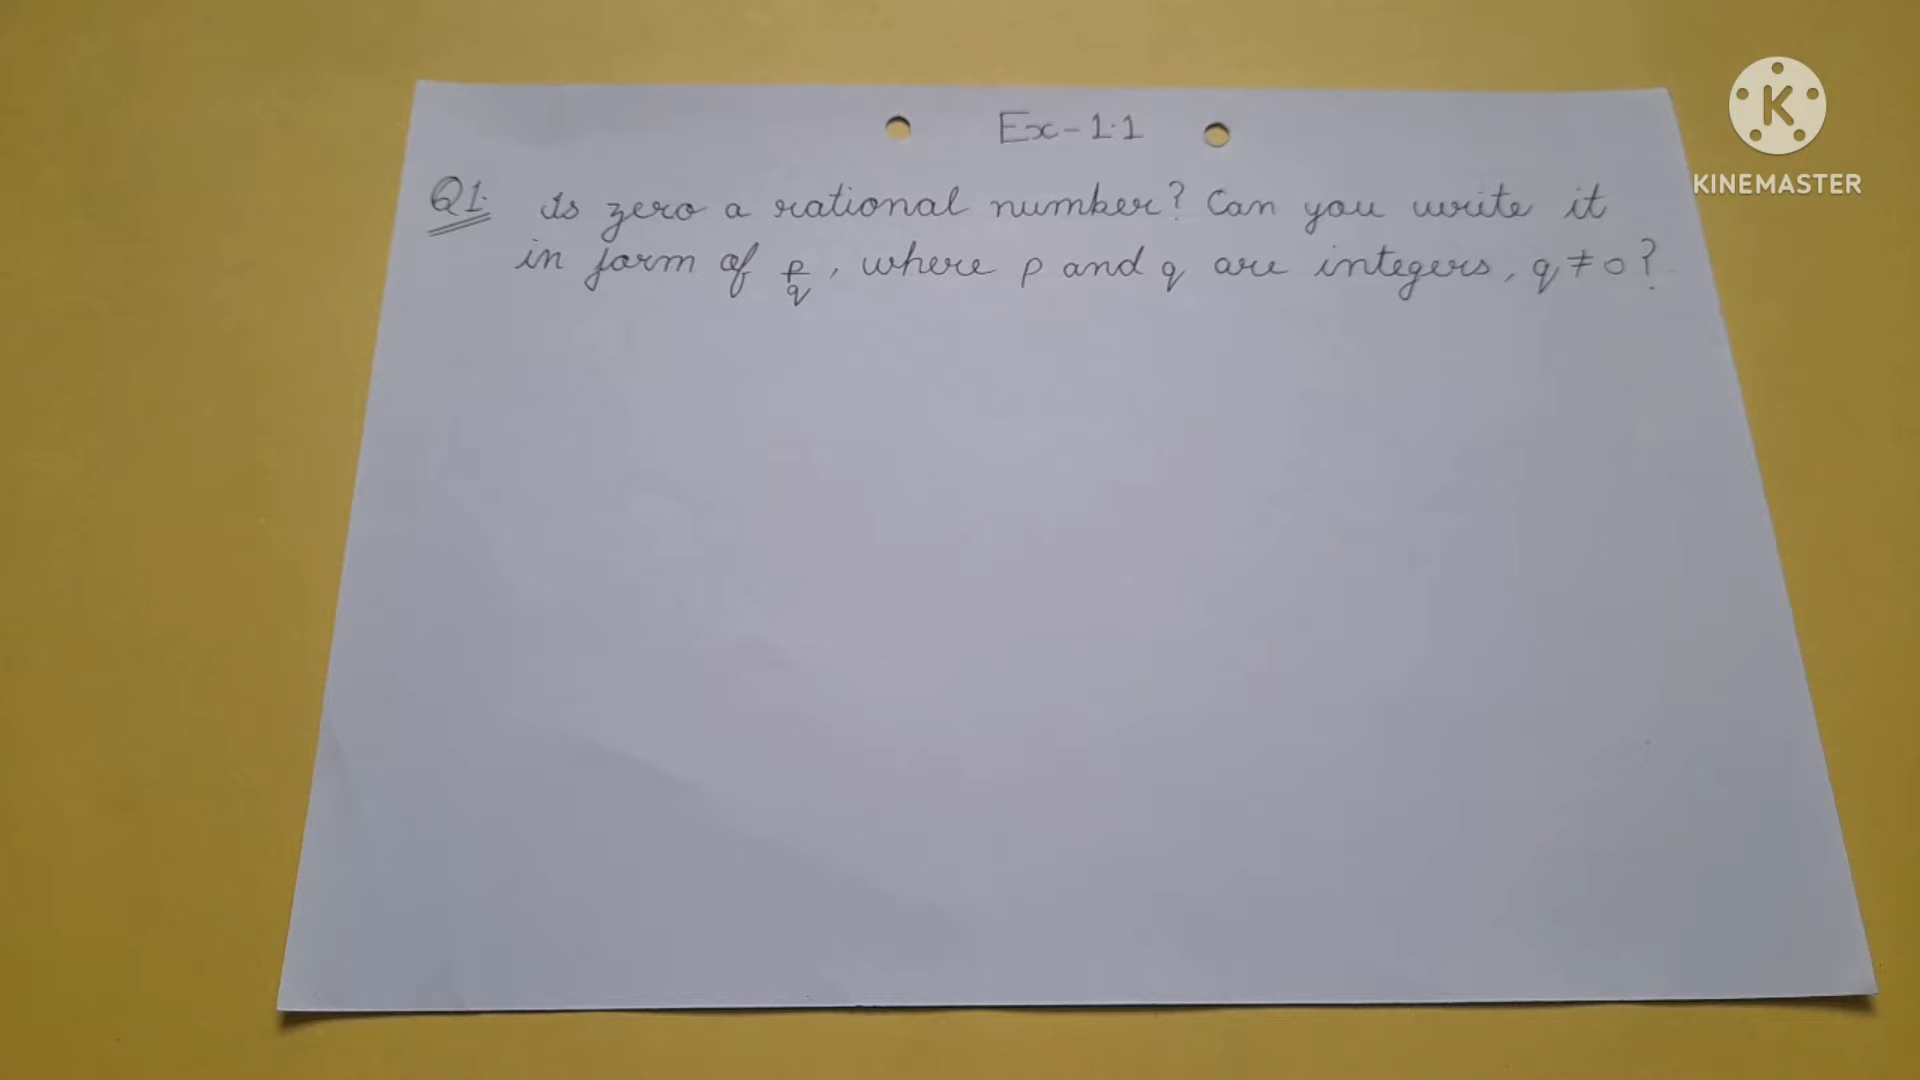 Ex-1.1
Q1. Is zero a rational number? Can you write it
in form of p/q, where p and q are integers, q ≠ 0?
K
KINEMASTER